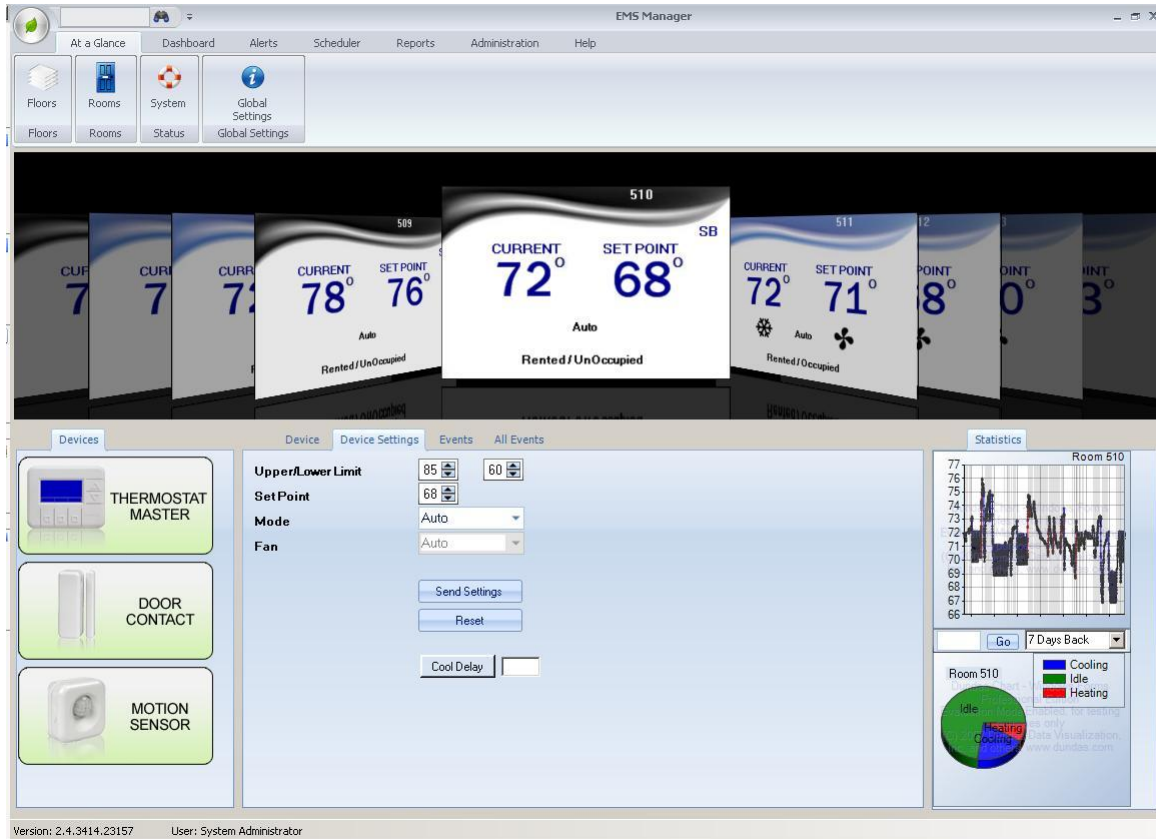 EMS Manager
At a Glance Dashboard Alerts Scheduler Reports Administration Help
Floors Rooms System Global Settings
Floors Rooms Status Global Settings
509
CURRENT SET POINT
78° 76°
Auto
Rented/UnOccupied
510
SB
CURRENT SET POINT
72° 68°
Auto
Rented/UnOccupied
511
CURRENT SET POINT
72° 71°
Auto
Rented/Occupied
Devices
THERMOSTAT MASTER
DOOR CONTACT
MOTION SENSOR
Device Device Settings Events All Events
Upper/Lower Limit 85 60
Set Point 68
Mode Auto
Fan Auto
Send Settings
Reset
Cool Delay
Statistics
Room 510
77
76
75
74
73
72
71
70
69
68
67
66
Go 7 Days Back
Room 510
Cooling
Idle
Heating
Idle
Heating
Cooling
Version: 2.4.3414.23157 User: System Administrator